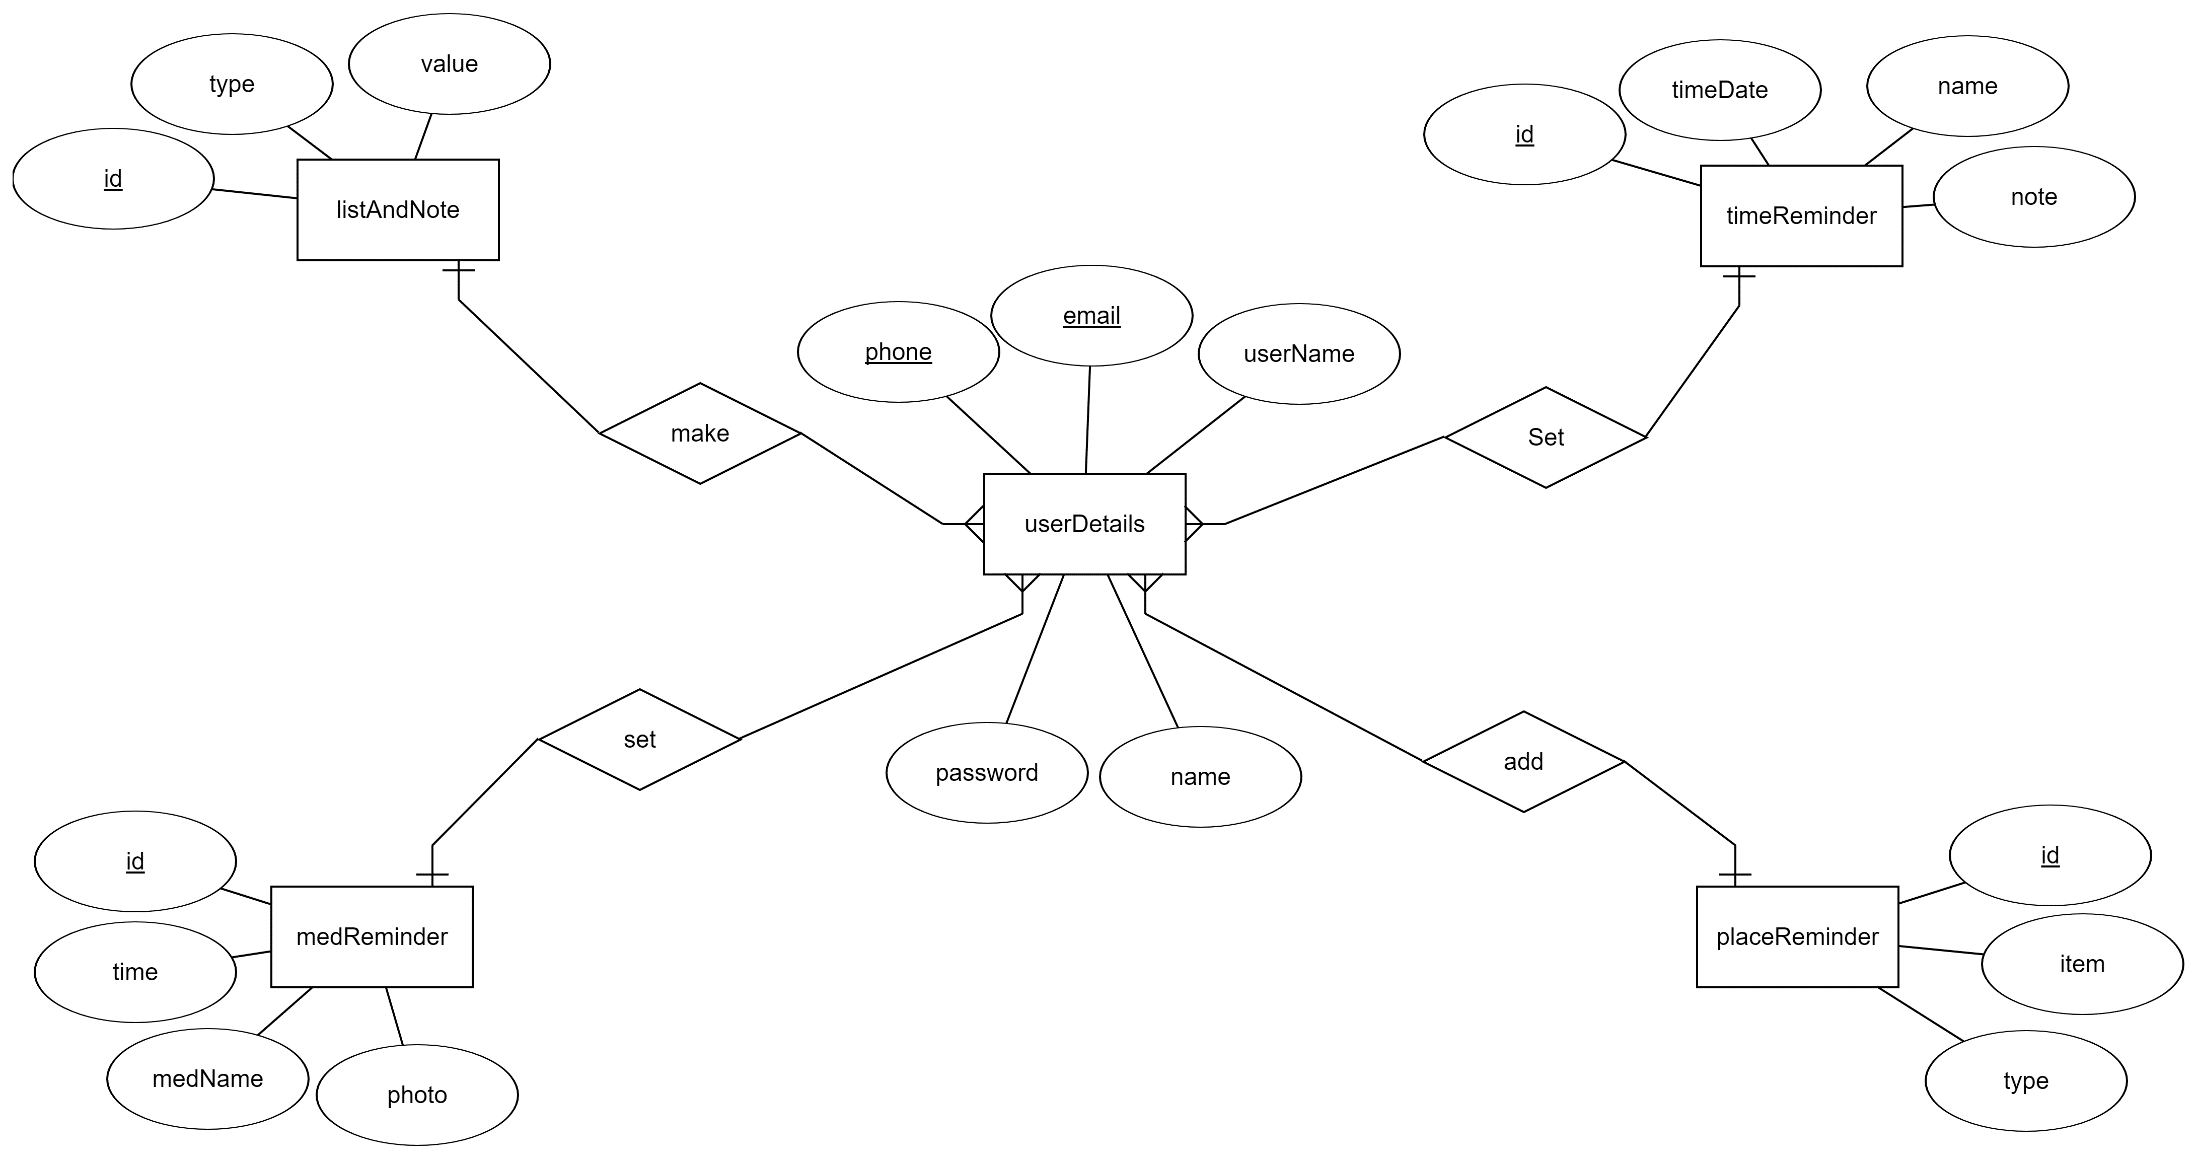 value
type
id
listAndNote
timeDate
name
id
note
timeReminder
email
phone
userName
make
Set
userDetails
set
add
password
name
id
time
medName
photo
medReminder
placeReminder
id
item
type